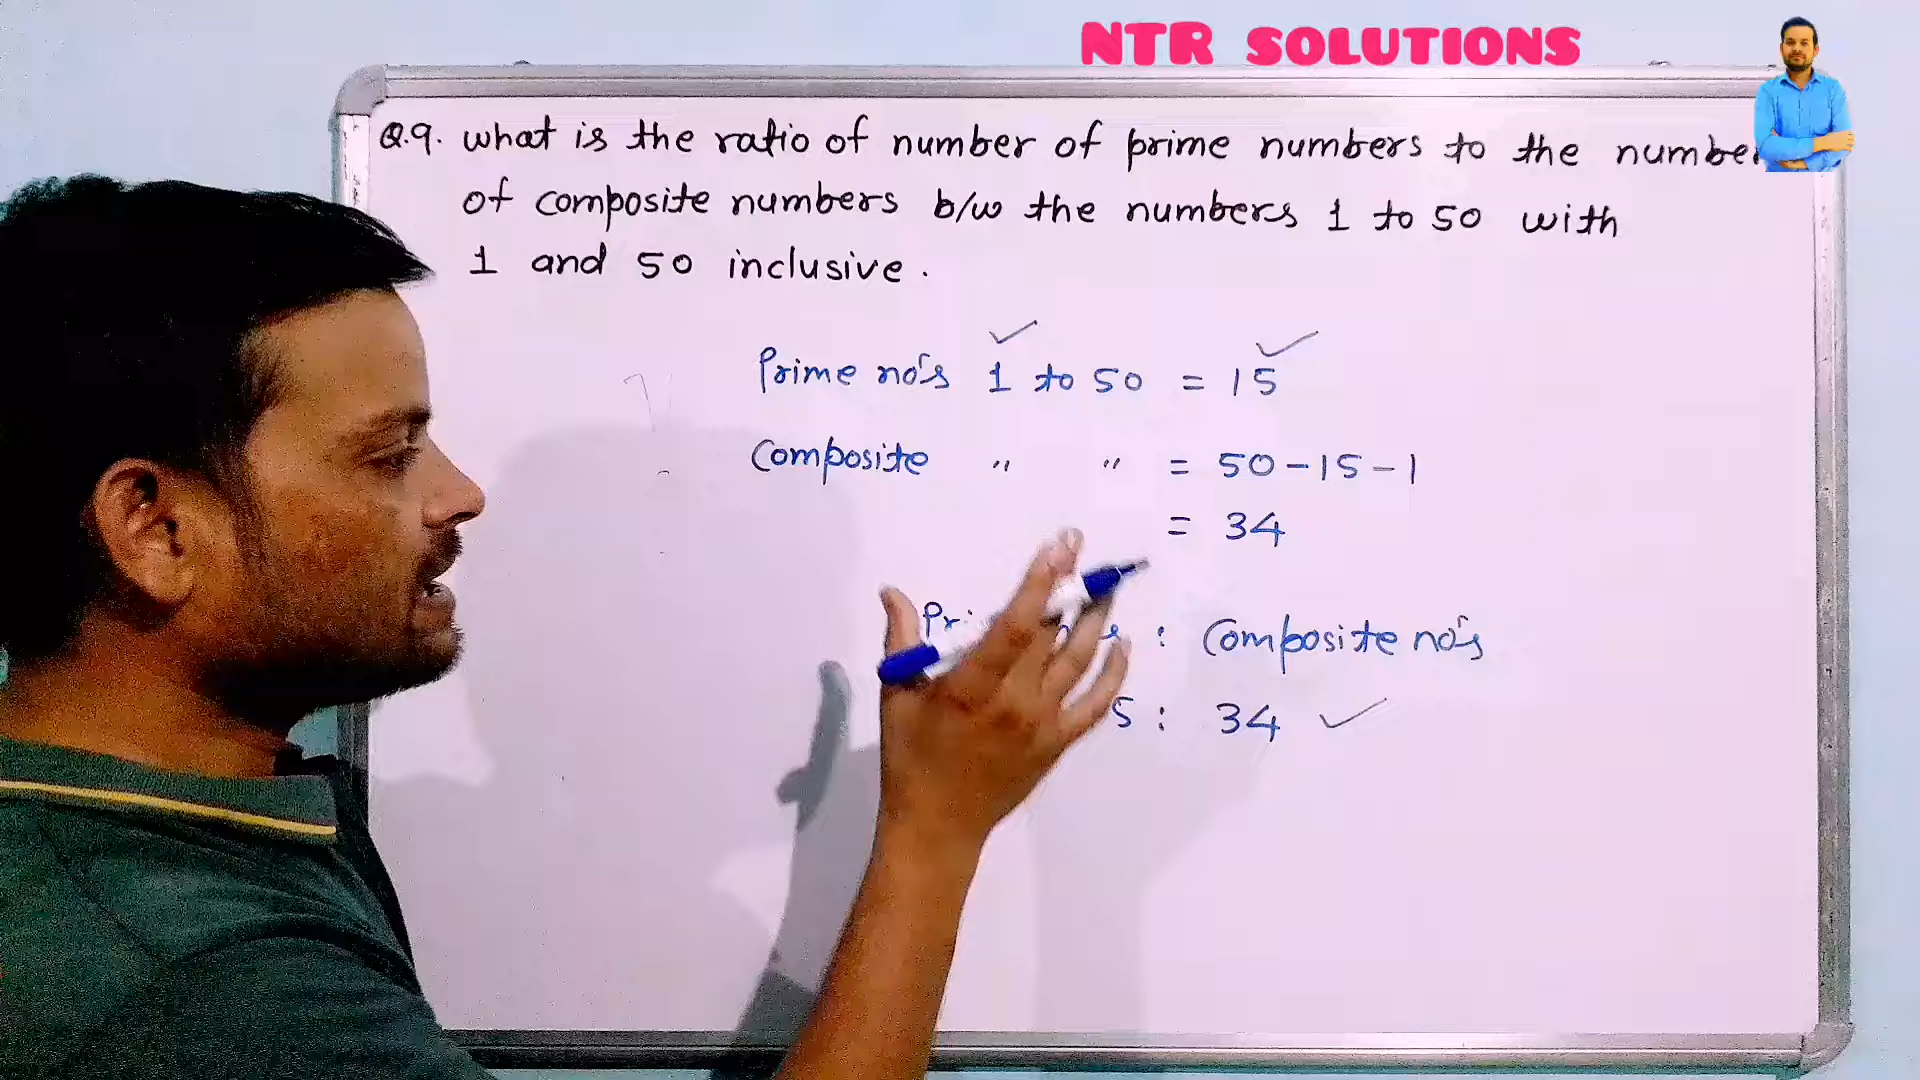 NTR SOLUTIONS
Q.9. what is the ratio of number of prime numbers to the number
of composite numbers b/w the numbers 1 to 50 with
1 and 50 inclusive.
Prime no's 1 to 50 = 15
Composite " " = 50-15-1
= 34
: Composite no's
5 : 34